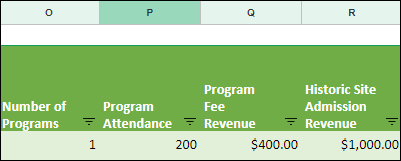 O P Q R
Number of Programs
Program Attendance
Program Fee Revenue
Historic Site Admission Revenue
1 200 $400.00 $1,000.00